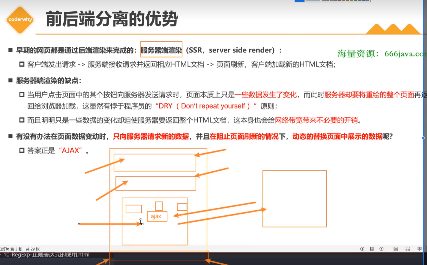 coderwhy
前后端分离的优势
海量资源：666java.co
早期的网页都是通过后端渲染来完成的：服务器端渲染（SSR，server side render）：
客户端发出请求 -> 服务端接收请求并返回相应HTML文档 -> 页面刷新，客户端加载新的HTML文档；
服务器端渲染的缺点：
当用户点击页面中的某个按钮向服务器发送请求时，页面本质上只是一些数据发生了变化，而此时服务器却要将重绘的整个页面再返
回给浏览器加载，这显然有悖于程序员的“DRY（ Don't repeat yourself ）”原则；
而且明明只是一些数据的变化却迫使服务器要返回整个HTML文档，这本身也会给网络带宽带来不必要的开销。
有没有办法在页面数据变动时，只向服务器请求新的数据，并且在阻止页面刷新的情况下，动态的替换页面中展示的数据呢？
答案正是“AJAX”。
ajax